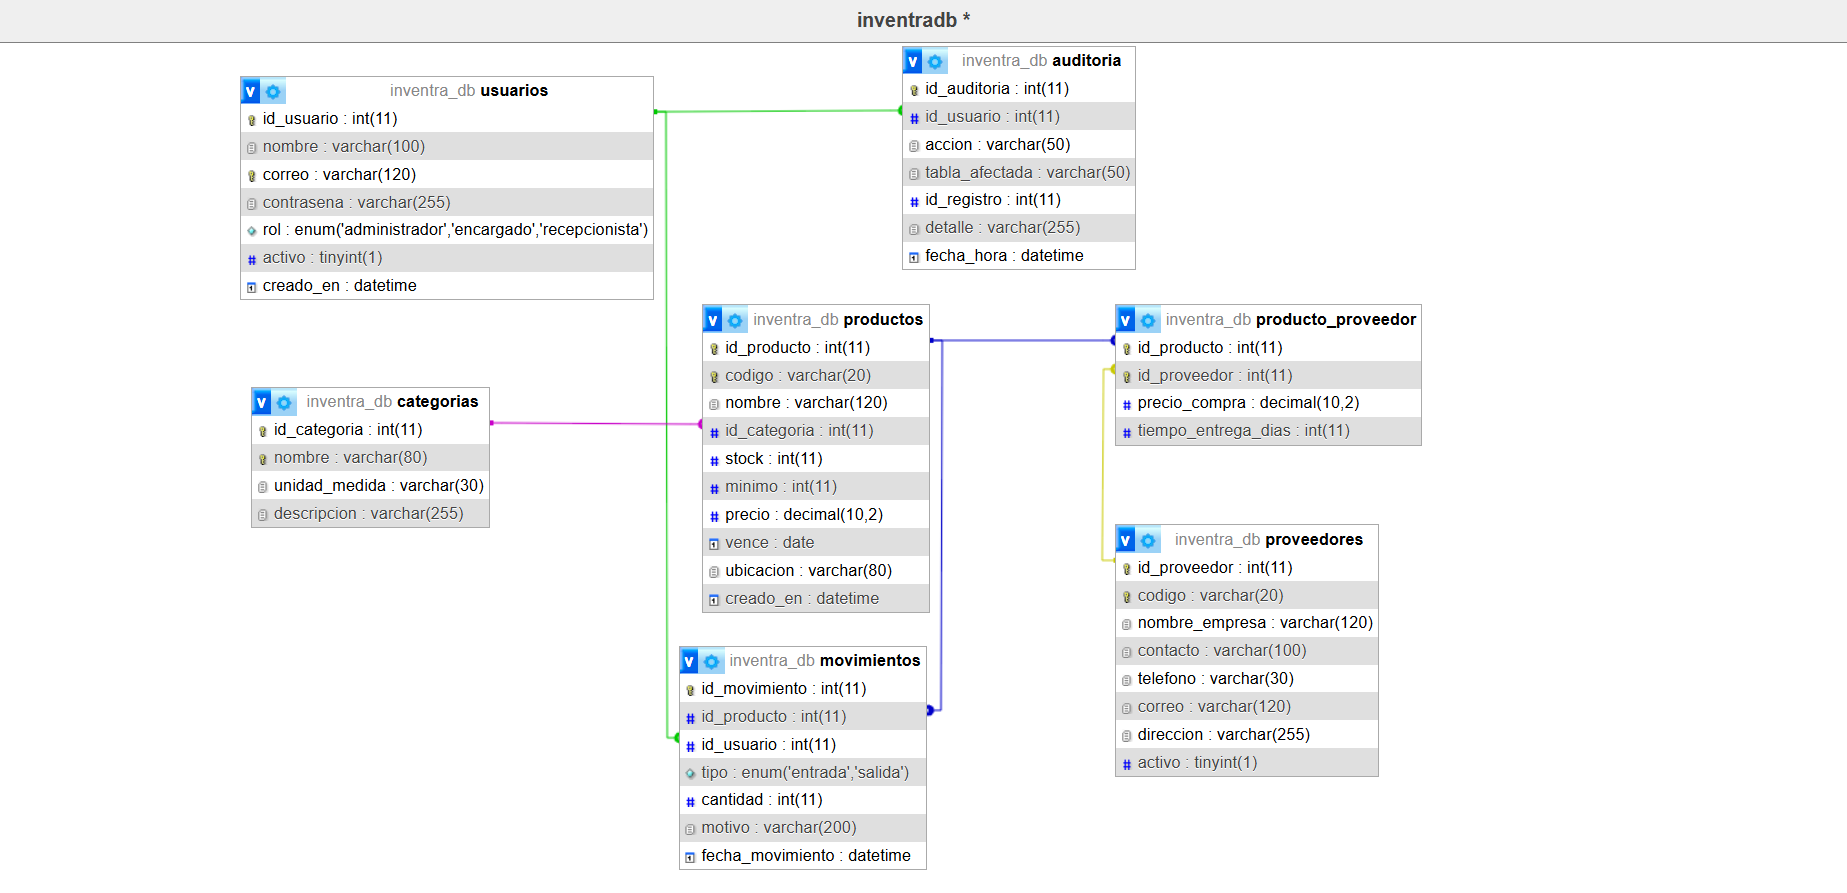 inventradb *
v inventra_db usuarios
id_usuario : int(11)
nombre : varchar(100)
correo : varchar(120)
contrasena : varchar(255)
rol : enum('administrador','encargado','recepcionista')
activo : tinyint(1)
creado_en : datetime
v inventra_db auditoria
id_auditoria : int(11)
id_usuario : int(11)
accion : varchar(50)
tabla_afectada : varchar(50)
id_registro : int(11)
detalle : varchar(255)
fecha_hora : datetime
v inventra_db categorias
id_categoria : int(11)
nombre : varchar(80)
unidad_medida : varchar(30)
descripcion : varchar(255)
v inventra_db productos
id_producto : int(11)
codigo : varchar(20)
nombre : varchar(120)
id_categoria : int(11)
stock : int(11)
minimo : int(11)
precio : decimal(10,2)
vence : date
ubicacion : varchar(80)
creado_en : datetime
v inventra_db producto_proveedor
id_producto : int(11)
id_proveedor : int(11)
precio_compra : decimal(10,2)
tiempo_entrega_dias : int(11)
v inventra_db proveedores
id_proveedor : int(11)
codigo : varchar(20)
nombre_empresa : varchar(120)
contacto : varchar(100)
telefono : varchar(30)
correo : varchar(120)
direccion : varchar(255)
activo : tinyint(1)
v inventra_db movimientos
id_movimiento : int(11)
id_producto : int(11)
id_usuario : int(11)
tipo : enum('entrada','salida')
cantidad : int(11)
motivo : varchar(200)
fecha_movimiento : datetime